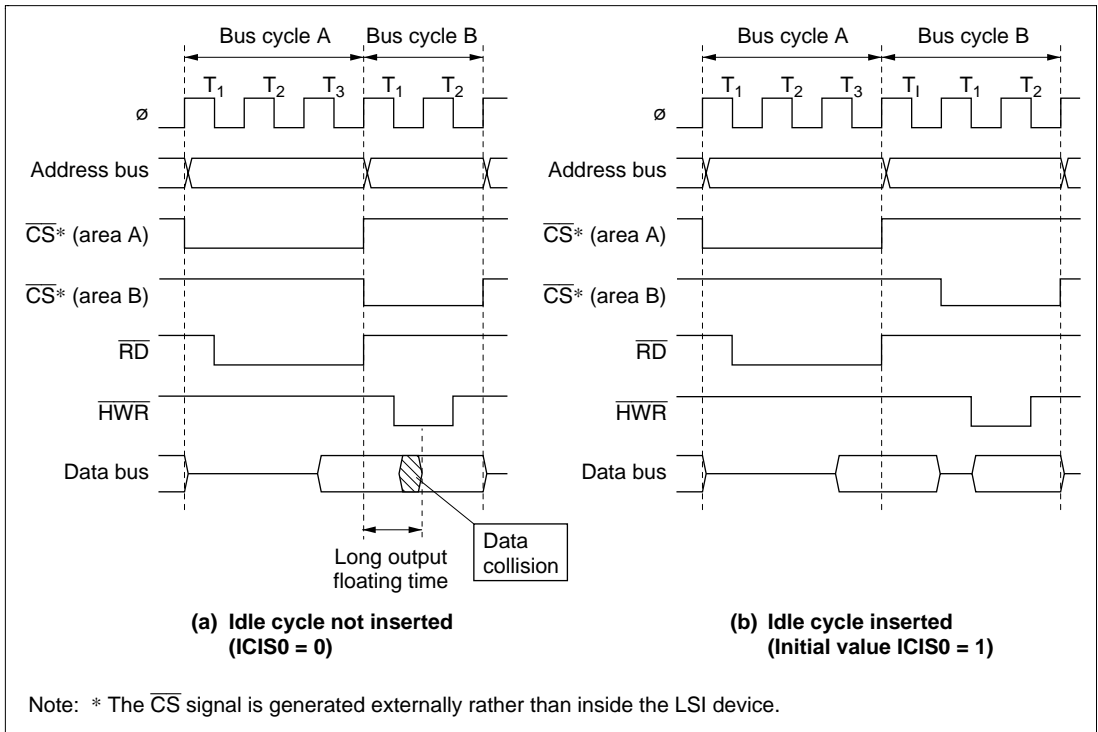 Bus cycle A Bus cycle B
T1 T2 T3 T1 T2
ø
Address bus
CS* (area A)
CS* (area B)
RD
HWR
Data bus
Long output
floating time
Data
collision
(a) Idle cycle not inserted
(ICIS0 = 0)
Bus cycle A Bus cycle B
T1 T2 T3 TI T1 T2
ø
Address bus
CS* (area A)
CS* (area B)
RD
HWR
Data bus
(b) Idle cycle inserted
(Initial value ICIS0 = 1)
Note: * The CS signal is generated externally rather than inside the LSI device.